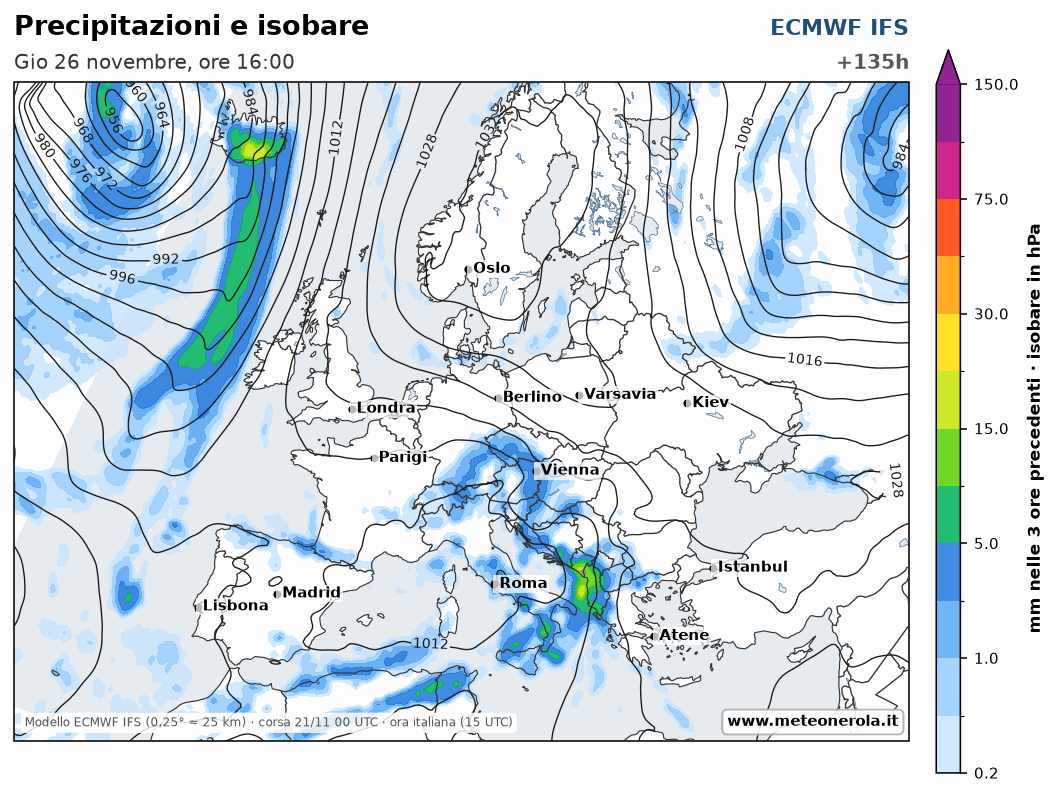 Precipitazioni e isobare
ECMWF IFS
Gio 26 novembre, ore 16:00
+135h
960
964
984
956
968
980
976
972
1012
1028
1008
984
992
996
1016
1028
1012
Oslo
Londra
Berlino
Varsavia
Kiev
Parigi
Vienna
Istanbul
Roma
Madrid
Lisbona
Atene
Modello ECMWF IFS (0,25° ≈ 25 km) · corsa 21/11 00 UTC · ora italiana (15 UTC)
www.meteonerola.it
150.0
75.0
30.0
15.0
5.0
1.0
0.2
mm nelle 3 ore precedenti · isobare in hPa